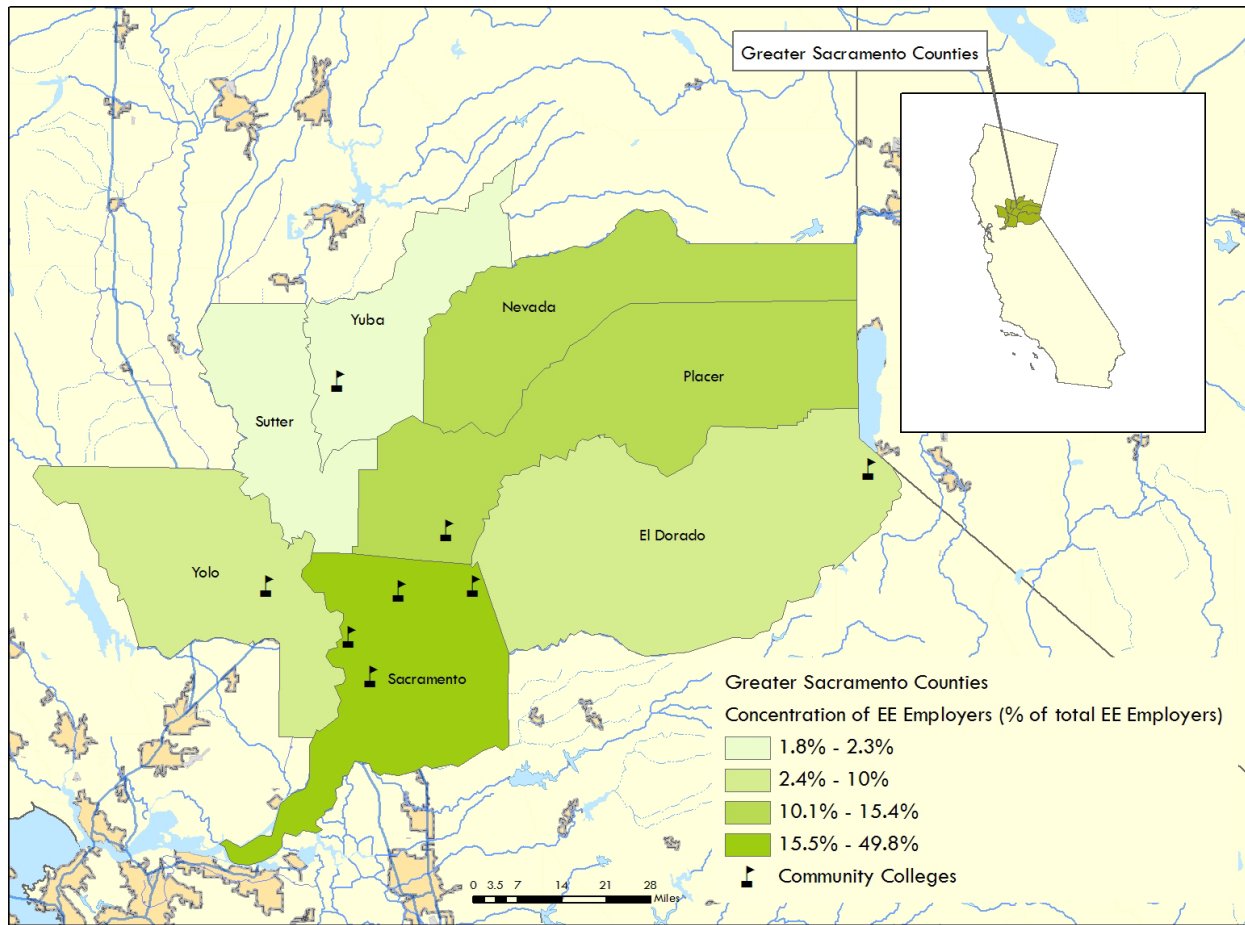 Greater Sacramento Counties
Yuba
Nevada
Placer
Sutter
El Dorado
Yolo
Sacramento
Greater Sacramento Counties
Concentration of EE Employers (% of total EE Employers)
1.8% - 2.3%
2.4% - 10%
10.1% - 15.4%
15.5% - 49.8%
Community Colleges
0 3.5 7 14 21 28
Miles